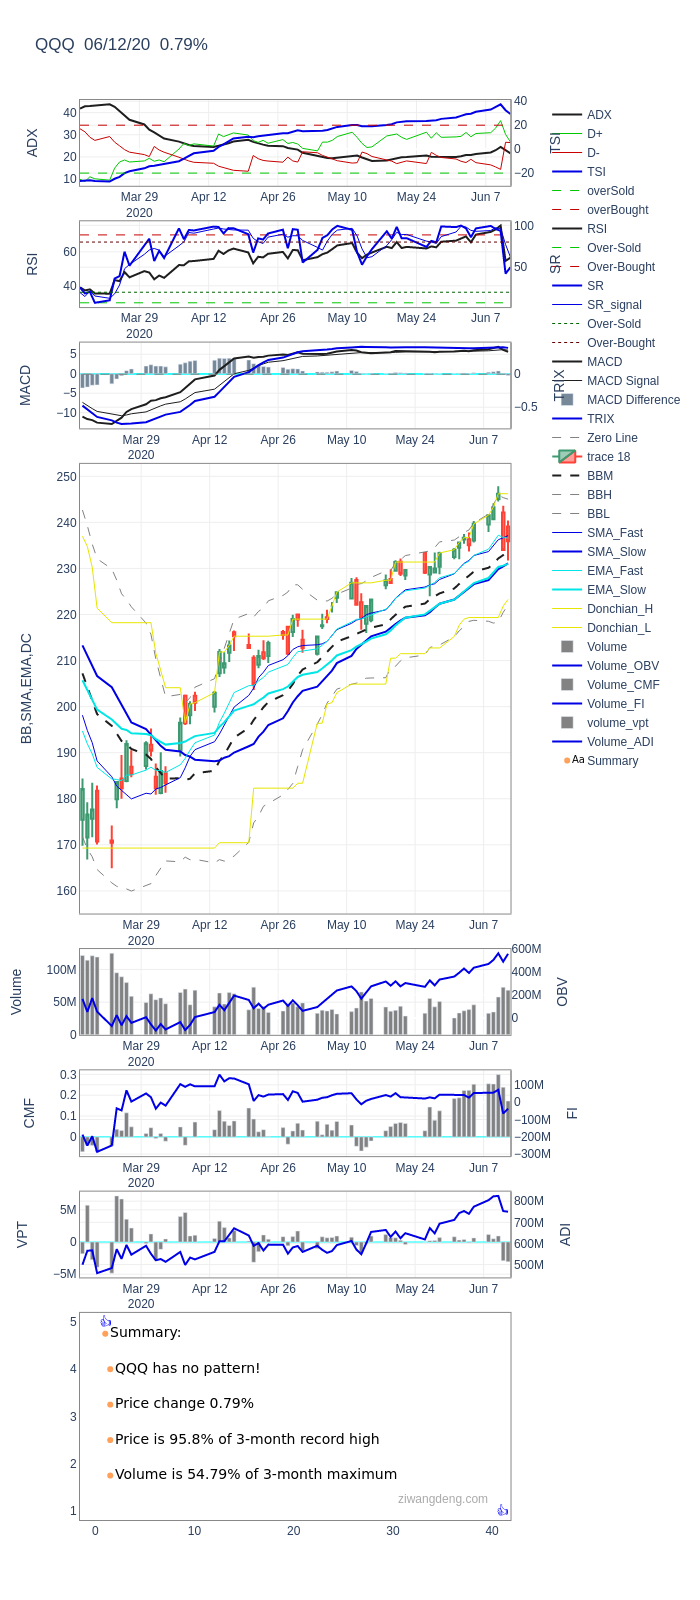 QQQ  06/12/20  0.79%
ADX
40
30
20
10
40
20
0
−20
TSI
Mar 29
Apr 12
Apr 26
May 10
May 24
Jun 7
2020
RSI
60
40
100
50
SR
Mar 29
Apr 12
Apr 26
May 10
May 24
Jun 7
2020
MACD
5
0
−5
−10
0
−0.5
TRIX
Mar 29
Apr 12
Apr 26
May 10
May 24
Jun 7
2020
BB,SMA,EMA,DC
250
240
230
220
210
200
190
180
170
160
Mar 29
Apr 12
Apr 26
May 10
May 24
Jun 7
2020
Volume
100M
50M
0
600M
400M
200M
0
OBV
Mar 29
Apr 12
Apr 26
May 10
May 24
Jun 7
2020
CMF
0.3
0.2
0.1
0
100M
0
−100M
−200M
−300M
FI
Mar 29
Apr 12
Apr 26
May 10
May 24
Jun 7
2020
VPT
5M
0
−5M
800M
700M
600M
500M
ADI
Mar 29
Apr 12
Apr 26
May 10
May 24
Jun 7
2020
5
4
3
2
1
Summary:
QQQ has no pattern!
Price change 0.79%
Price is 95.8% of 3-month record high
Volume is 54.79% of 3-month maximum
ziwangdeng.com
0
10
20
30
40
ADX
D+
D-
TSI
overSold
overBought
RSI
Over-Sold
Over-Bought
SR
SR_signal
Over-Sold
Over-Bought
MACD
MACD Signal
MACD Difference
TRIX
Zero Line
trace 18
BBM
BBH
BBL
SMA_Fast
SMA_Slow
EMA_Fast
EMA_Slow
Donchian_H
Donchian_L
Volume
Volume_OBV
Volume_CMF
Volume_FI
volume_vpt
Volume_ADI
Aa Summary